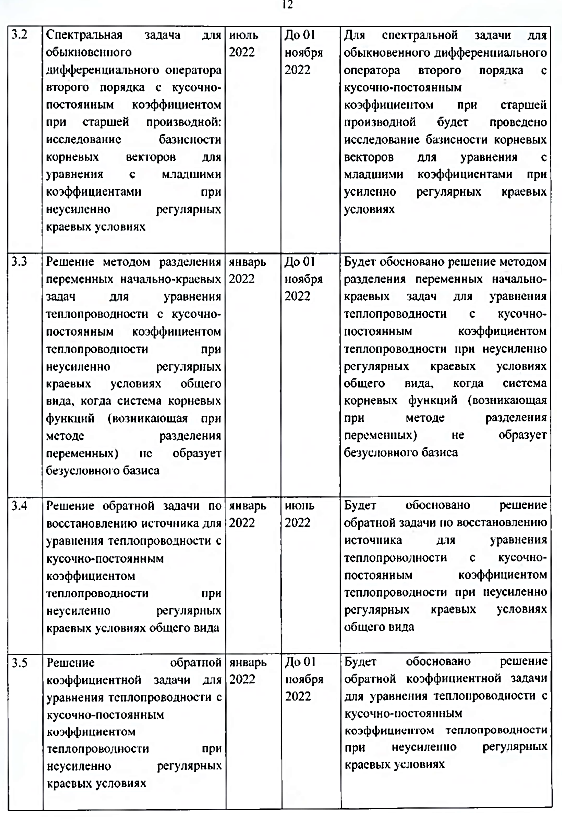 12
3.2
Спектральная задача для
обыкновенного
дифференциального оператора
второго порядка с кусочно-
постоянным коэффициентом
при старшей производной:
исследование базисности
корневых векторов для
уравнения с младшими
коэффициентами при
неусиленно регулярных
краевых условиях
июль
2022
До 01
ноября
2022
Для спектральной задачи для
обыкновенного дифференциального
оператора второго порядка с
кусочно-постоянным
коэффициентом при старшей
производной будет проведено
исследование базисности корневых
векторов для уравнения с
младшими коэффициентами при
усиленно регулярных краевых
условиях
3.3
Решение методом разделения
переменных начально-краевых
задач для уравнения
теплопроводности с кусочно-
постоянным коэффициентом
теплопроводности при
неусиленно регулярных
краевых условиях общего
вида, когда система корневых
функций (возникающая при
методе разделения
переменных) не образует
безусловного базиса
январь
2022
До 01
ноября
2022
Будет обосновано решение методом
разделения переменных начально-
краевых задач для уравнения
теплопроводности с кусочно-
постоянным коэффициентом
теплопроводности при неусиленно
регулярных краевых условиях
общего вида, когда система
корневых функций (возникающая
при методе разделения
переменных) не образует
безусловного базиса
3.4
Решение обратной задачи по
восстановлению источника для
уравнения теплопроводности с
кусочно-постоянным
коэффициентом
теплопроводности при
неусиленно регулярных
краевых условиях общего вида
январь
2022
июнь
2022
Будет обосновано решение
обратной задачи по восстановлению
источника для уравнения
теплопроводности с кусочно-
постоянным коэффициентом
теплопроводности при неусиленно
регулярных краевых условиях
общего вида
3.5
Решение обратной
коэффициентной задачи для
уравнения теплопроводности с
кусочно-постоянным
коэффициентом
теплопроводности при
неусиленно регулярных
краевых условиях
январь
2022
До 01
ноября
2022
Будет обосновано решение
обратной коэффициентной задачи
для уравнения теплопроводности с
кусочно-постоянным
коэффициентом теплопроводности
при неусиленно регулярных
краевых условиях